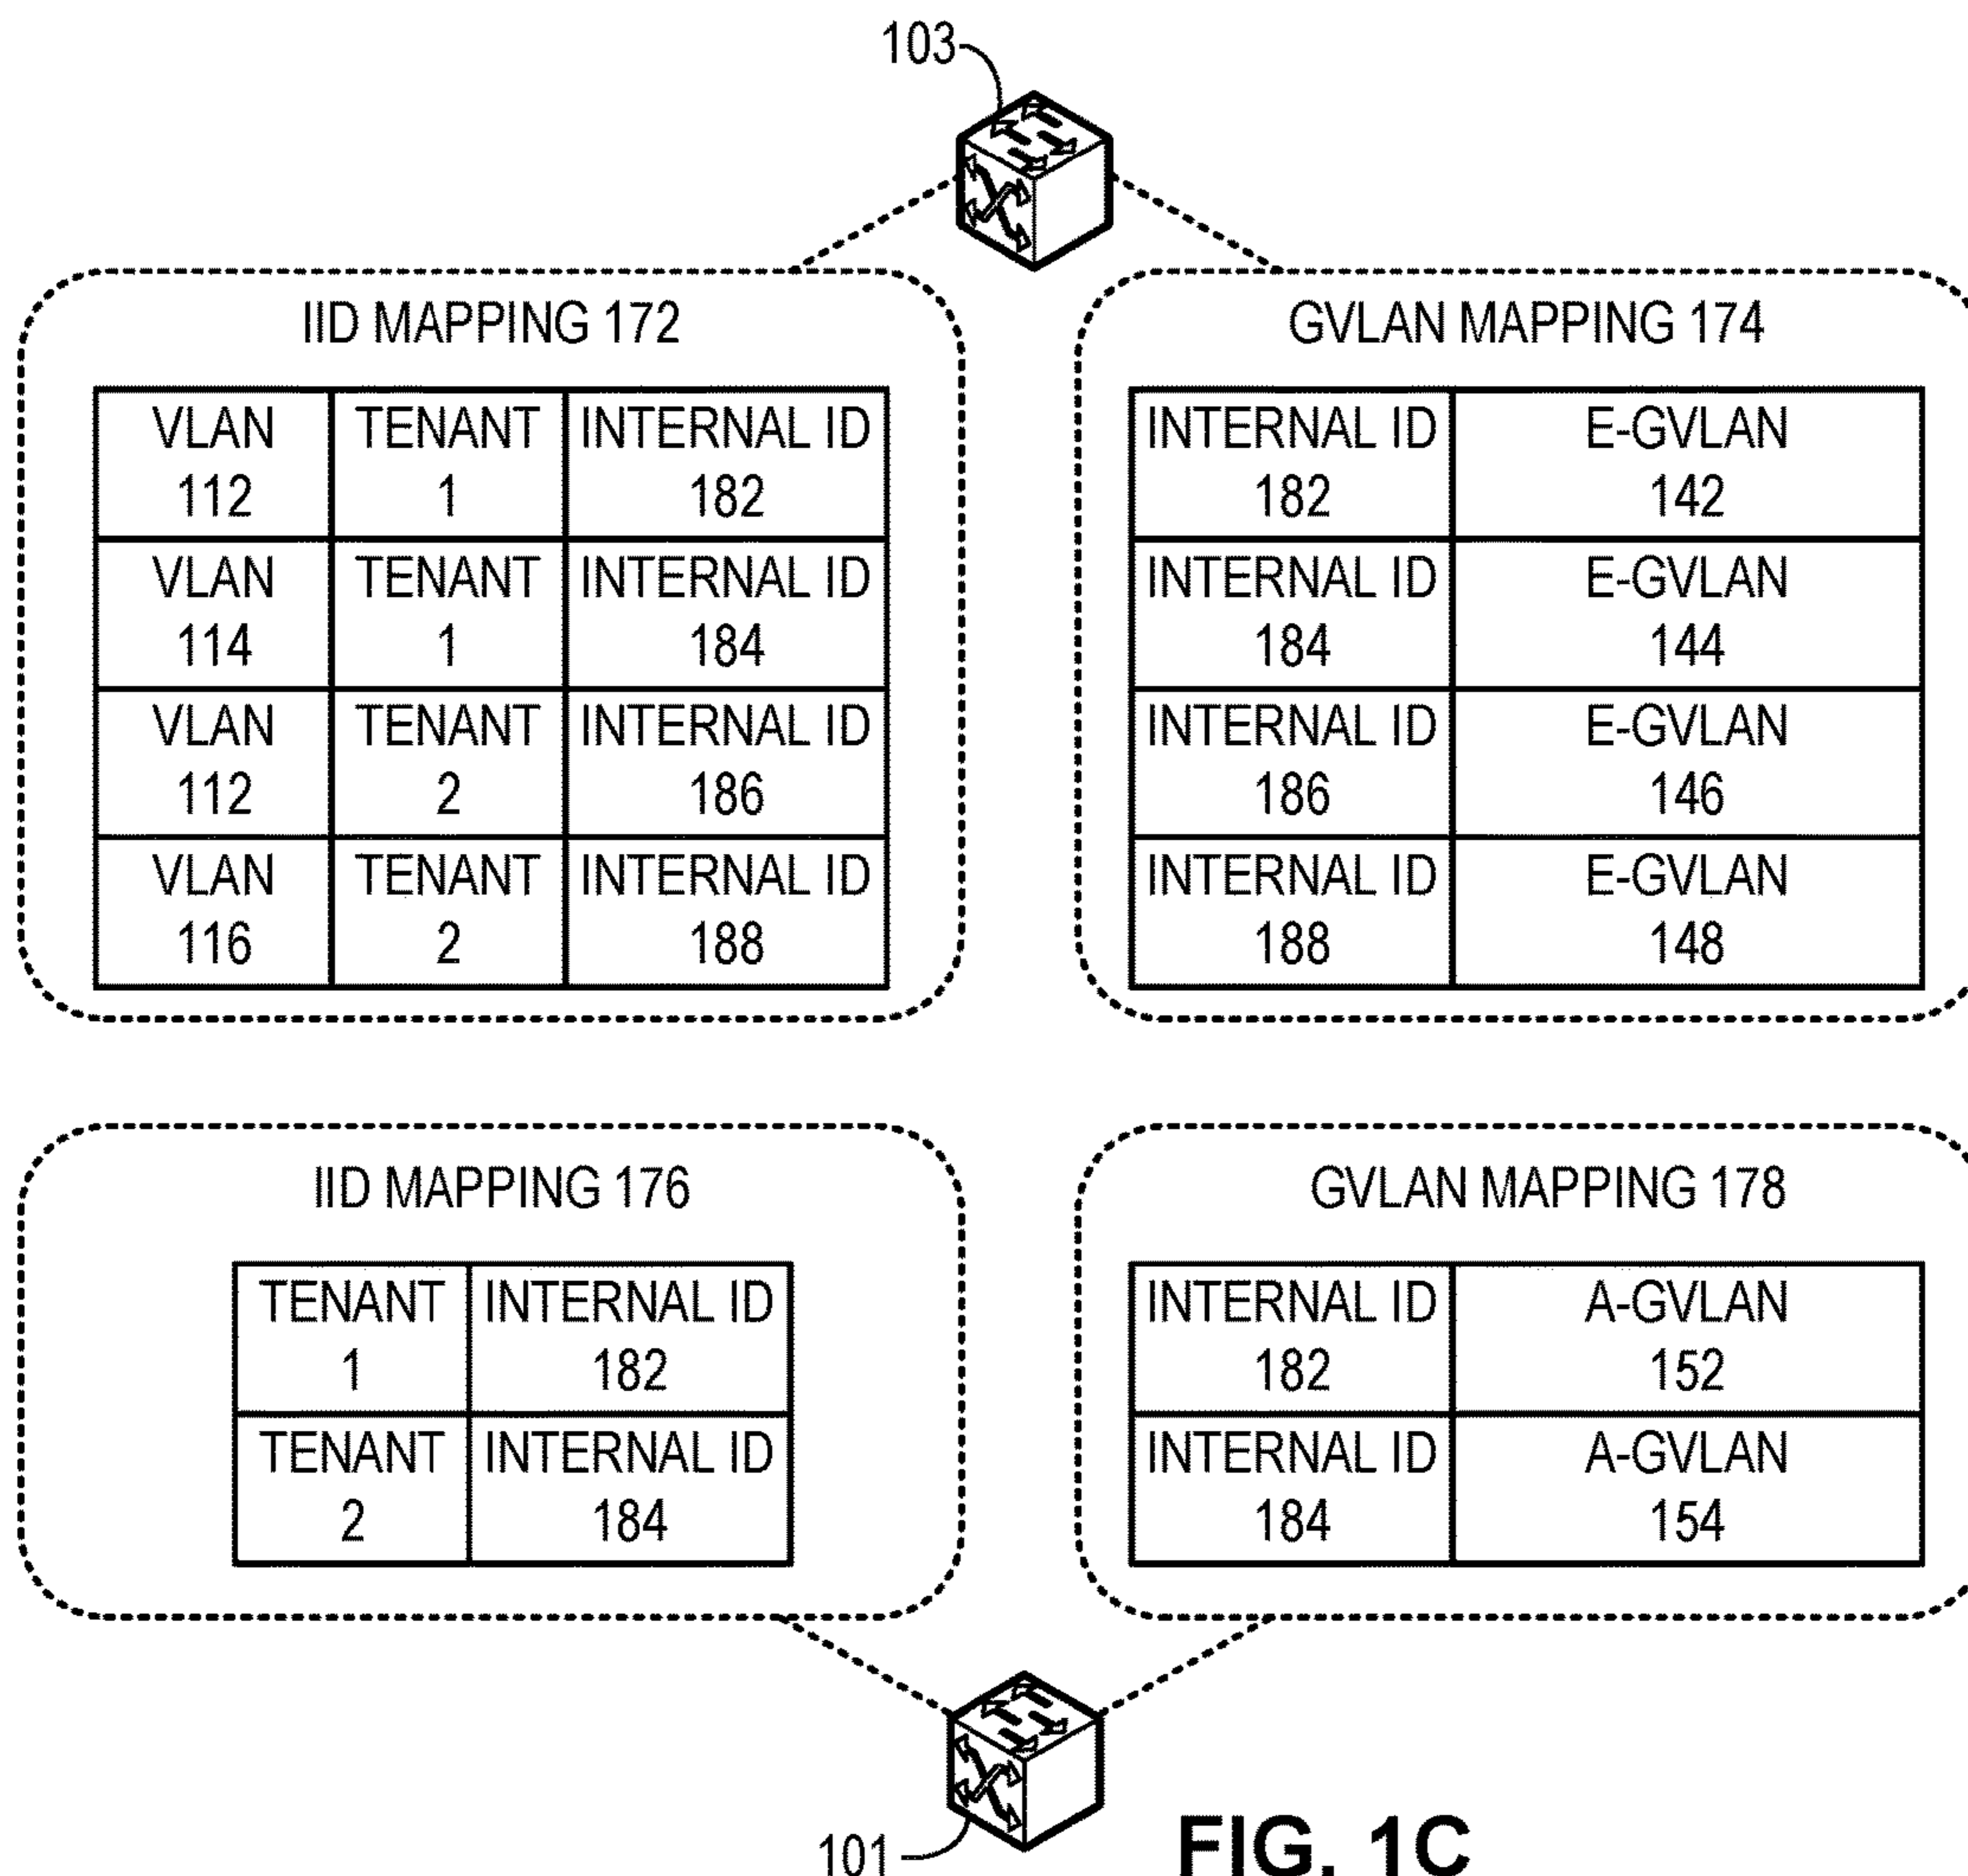 103
IID MAPPING 172
VLAN TENANT INTERNAL ID
112 1 182
VLAN TENANT INTERNAL ID
114 1 184
VLAN TENANT INTERNAL ID
112 2 186
VLAN TENANT INTERNAL ID
116 2 188
GVLAN MAPPING 174
INTERNAL ID E-GVLAN
182 142
INTERNAL ID E-GVLAN
184 144
INTERNAL ID E-GVLAN
186 146
INTERNAL ID E-GVLAN
188 148
IID MAPPING 176
TENANT INTERNAL ID
1 182
TENANT INTERNAL ID
2 184
GVLAN MAPPING 178
INTERNAL ID A-GVLAN
182 152
INTERNAL ID A-GVLAN
184 154
101
FIG. 1C